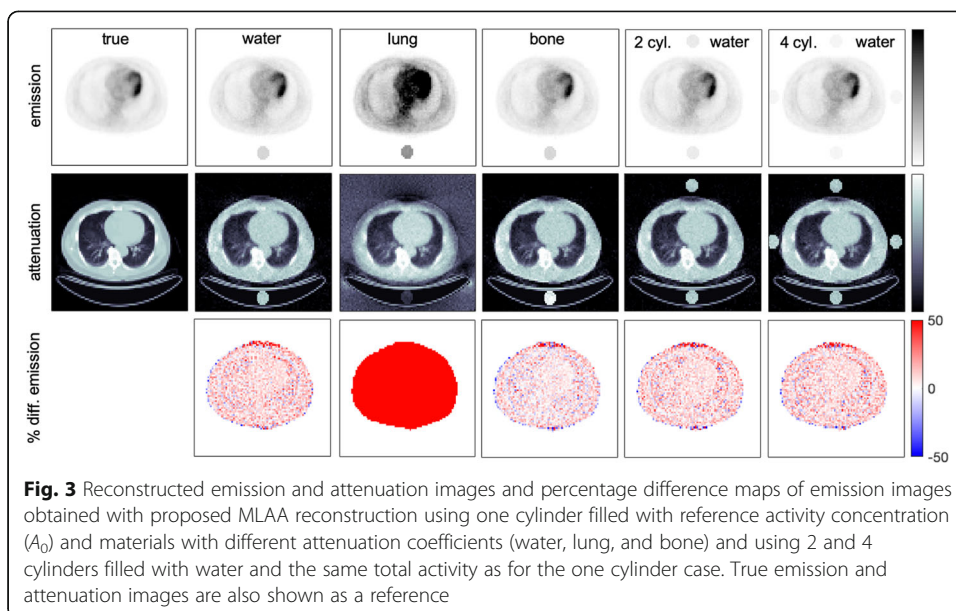 true water lung bone 2 cyl. water 4 cyl. water
emission
attenuation
% diff. emission
50
0
-50
Fig. 3 Reconstructed emission and attenuation images and percentage difference maps of emission images
obtained with proposed MLAA reconstruction using one cylinder filled with reference activity concentration
(A0) and materials with different attenuation coefficients (water, lung, and bone) and using 2 and 4
cylinders filled with water and the same total activity as for the one cylinder case. True emission and
attenuation images are also shown as a reference